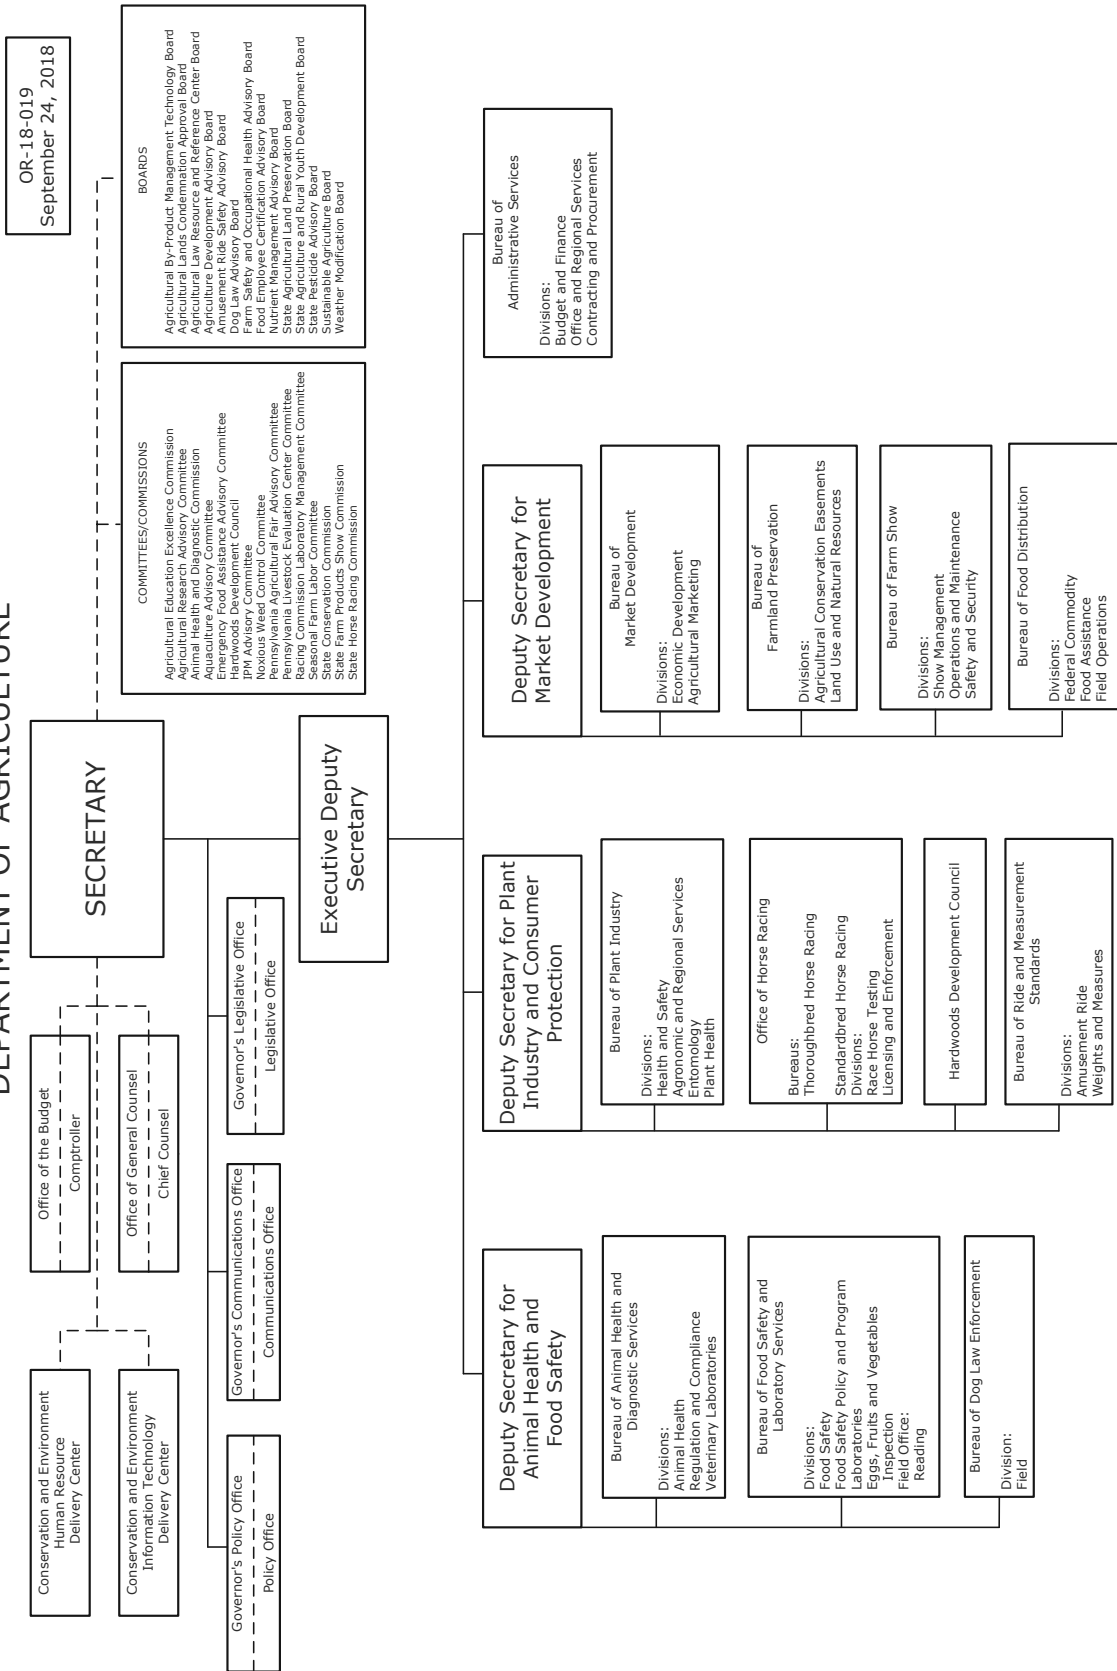 DEPARTMENT OF AGRICULTURE
OR-18-019
September 24, 2018
SECRETARY
Conservation and Environment
Human Resource
Delivery Center
Conservation and Environment
Information Technology
Delivery Center
Office of the Budget
Comptroller
Office of General Counsel
Chief Counsel
COMMITTEES/COMMISSIONS
Agricultural Education Excellence Commission
Agricultural Research Advisory Committee
Animal Health and Diagnostic Commission
Aquaculture Advisory Committee
Emergency Food Assistance Advisory Committee
Hardwoods Development Council
IPM Advisory Committee
Noxious Weed Control Committee
Pennsylvania Agricultural Fair Advisory Committee
Pennsylvania Livestock Evaluation Center Committee
Racing Commission Laboratory Management Committee
Seasonal Farm Labor Committee
State Conservation Commission
State Farm Products Show Commission
State Horse Racing Commission
BOARDS
Agricultural By-Product Management Technology Board
Agricultural Lands Condemnation Approval Board
Agricultural Law Resource and Reference Center Board
Agriculture Development Advisory Board
Amusement Ride Safety Advisory Board
Dog Law Advisory Board
Farm Safety and Occupational Health Advisory Board
Food Employee Certification Advisory Board
Nutrient Management Advisory Board
State Agricultural Land Preservation Board
State Agriculture and Rural Youth Development Board
State Pesticide Advisory Board
Sustainable Agriculture Board
Weather Modification Board
Governor's Policy Office
Policy Office
Governor's Communications Office
Communications Office
Governor's Legislative Office
Legislative Office
Executive Deputy
Secretary
Deputy Secretary for
Animal Health and
Food Safety
Bureau of Animal Health and
Diagnostic Services
Divisions:
Animal Health
Regulation and Compliance
Veterinary Laboratories
Bureau of Food Safety and
Laboratory Services
Divisions:
Food Safety
Food Safety Policy and Program
Laboratories
Eggs, Fruits and Vegetables
Inspection
Field Office:
Reading
Bureau of Dog Law Enforcement
Division:
Field
Deputy Secretary for Plant
Industry and Consumer
Protection
Bureau of Plant Industry
Divisions:
Health and Safety
Agronomic and Regional Services
Entomology
Plant Health
Office of Horse Racing
Bureaus:
Thoroughbred Horse Racing
Standardbred Horse Racing
Divisions:
Race Horse Testing
Licensing and Enforcement
Hardwoods Development Council
Bureau of Ride and Measurement
Standards
Divisions:
Amusement Ride
Weights and Measures
Deputy Secretary for
Market Development
Bureau of
Market Development
Divisions:
Economic Development
Agricultural Marketing
Bureau of
Farmland Preservation
Divisions:
Agricultural Conservation Easements
Land Use and Natural Resources
Bureau of Farm Show
Divisions:
Show Management
Operations and Maintenance
Safety and Security
Bureau of Food Distribution
Divisions:
Federal Commodity
Food Assistance
Field Operations
Bureau of
Administrative Services
Divisions:
Budget and Finance
Office and Regional Services
Contracting and Procurement